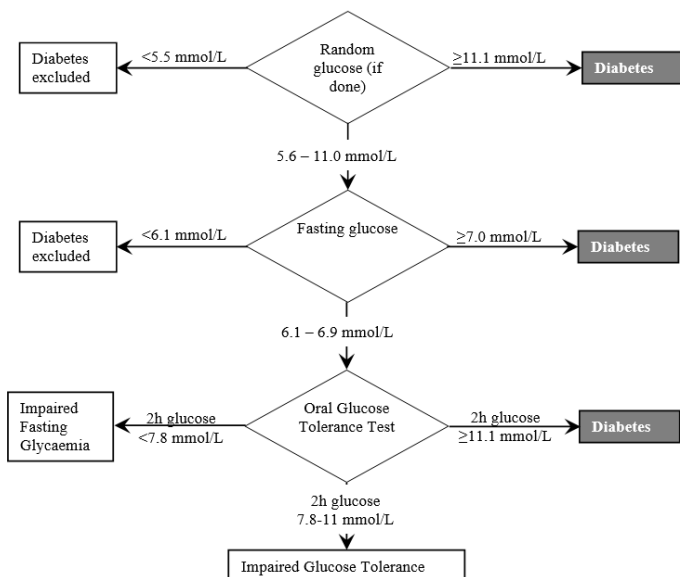 Diabetes
excluded
<5.5 mmol/L
Random
glucose (if
done)
≥11.1 mmol/L
Diabetes
5.6 – 11.0 mmol/L
Diabetes
excluded
<6.1 mmol/L
Fasting glucose
≥7.0 mmol/L
Diabetes
6.1 – 6.9 mmol/L
Impaired
Fasting
Glycaemia
2h glucose
<7.8 mmol/L
Oral Glucose
Tolerance Test
2h glucose
≥11.1 mmol/L
Diabetes
2h glucose
7.8-11 mmol/L
Impaired Glucose Tolerance